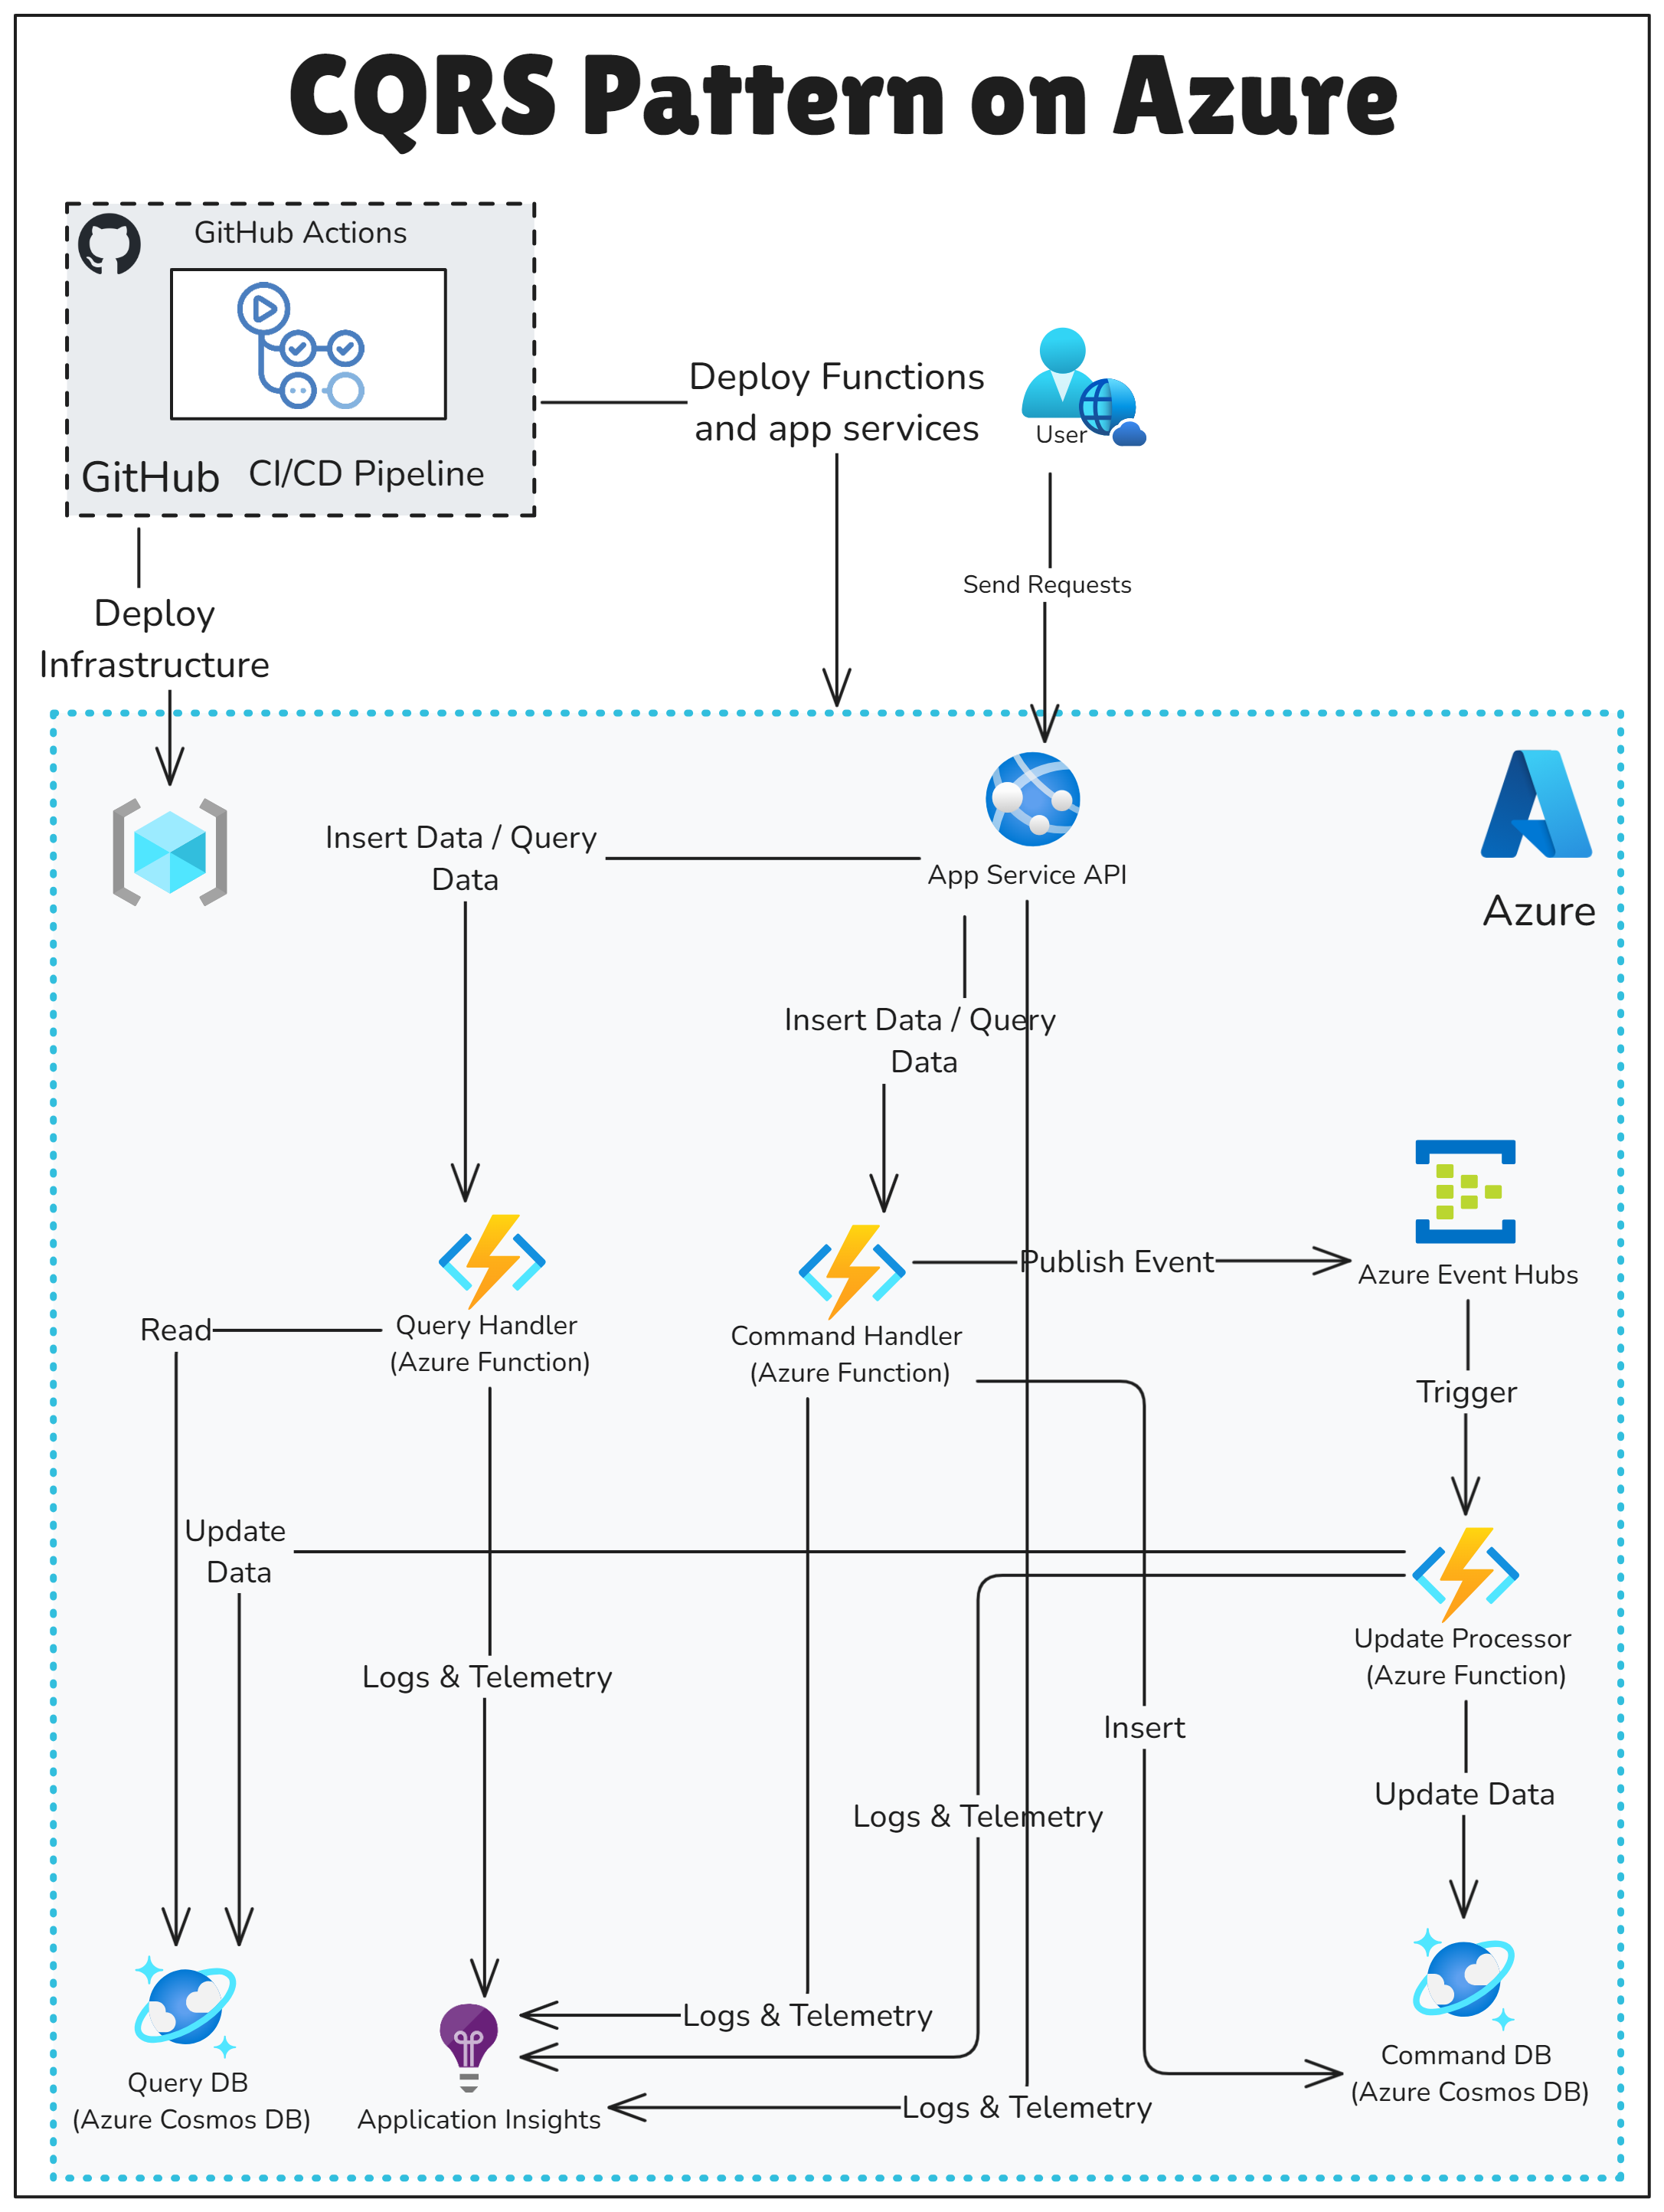 CQRS Pattern on Azure
GitHub Actions
GitHub
CI/CD Pipeline
Deploy Functions
and app services
User
Send Requests
Deploy
Infrastructure
Insert Data / Query
Data
App Service API
Azure
Insert Data / Query
Data
Publish Event
Azure Event Hubs
Query Handler
(Azure Function)
Command Handler
(Azure Function)
Read
Trigger
Update
Data
Update Processor
(Azure Function)
Logs & Telemetry
Insert
Update Data
Logs & Telemetry
Logs & Telemetry
Query DB
(Azure Cosmos DB)
Application Insights
Logs & Telemetry
Command DB
(Azure Cosmos DB)